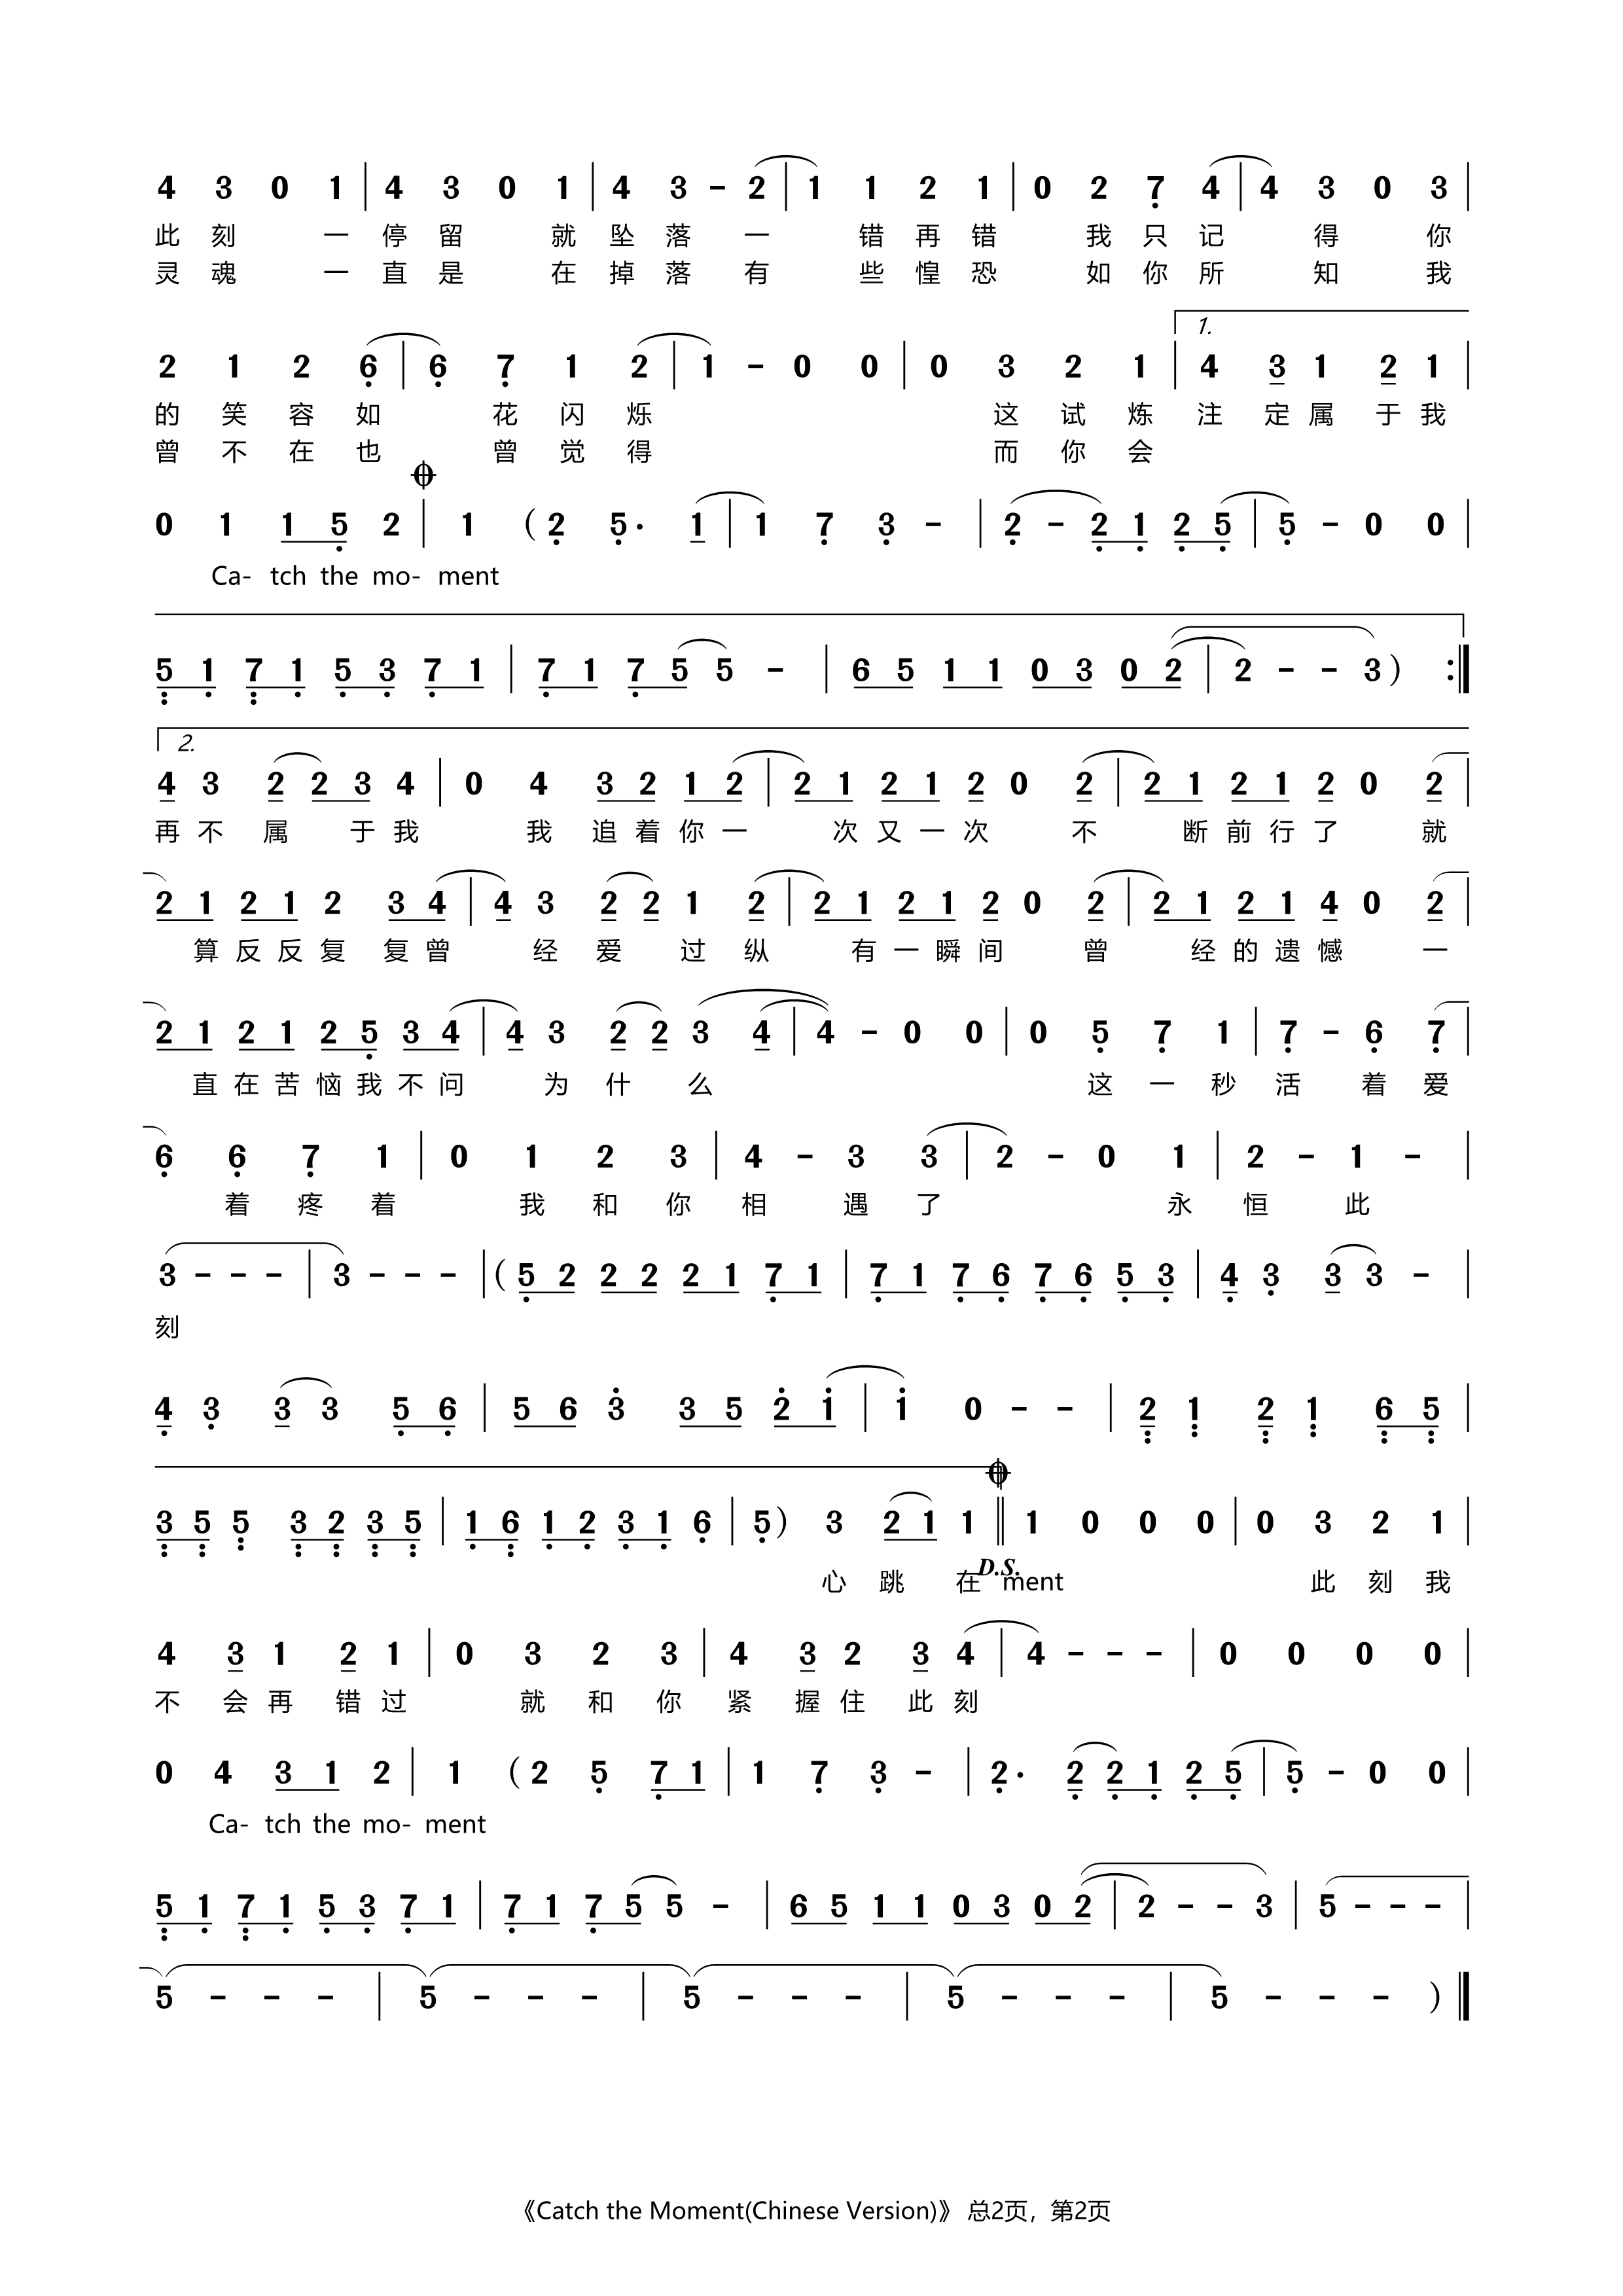 4 3 0 1 | 4 3 0 1 | 4 3 - 2 | 1 1 2 1 | 0 2 7 4 | 4 3 0 3 |
此 刻 一 停 留 就 坠 落 一 错 再 错 我 只 记 得 你
灵 魂 一 直 是 在 掉 落 有 些 惶 恐 如 你 所 知 我
1.
2 1 2 6 | 6 7 1 2 | 1 - 0 0 | 0 3 2 1 | 4 3 1 2 1 |
的 笑 容 如 花 闪 烁 这 试 炼 注 定 属 于 我
曾 不 在 也 曾 觉 得 而 你 会
0 1 1 5 2 | 1 ( 2 5 · 1 | 1 7 3 - | 2 - 2 1 2 5 | 5 - 0 0 |
Ca- tch the mo- ment
5 1 7 1 5 3 7 1 | 7 1 7 5 5 - | 6 5 1 1 0 3 0 2 | 2 - - 3 ) :|
2.
4 3 2 2 3 4 | 0 4 3 2 1 2 | 2 1 2 1 2 0 2 | 2 1 2 1 2 0 2 |
再 不 属 于 我 我 追 着 你 一 次 又 一 次 不 断 前 行 了 就
2 1 2 1 2 3 4 | 4 3 2 2 1 2 | 2 1 2 1 2 0 2 | 2 1 2 1 4 0 2 |
算 反 反 复 复 曾 经 爱 过 纵 有 一 瞬 间 曾 经 的 遗 憾 一
2 1 2 1 2 5 3 4 | 4 3 2 2 3 4 | 4 - 0 0 | 0 5 7 1 | 7 - 6 7 |
直 在 苦 恼 我 不 问 为 什 么 这 一 秒 活 着 爱
6 6 7 1 | 0 1 2 3 | 4 - 3 3 | 2 - 0 1 | 2 - 1 - |
着 疼 着 我 和 你 相 遇 了 永 恒 此
3 - - - | 3 - - - | ( 5 2 2 2 2 1 7 1 | 7 1 7 6 7 6 5 3 | 4 3 3 3 - |
刻
4 3 3 3 5 6 | 5 6 3 3 5 2 1 | 1 0 - - | 2 1 2 1 6 5 |
3 5 5 3 2 3 5 | 1 6 1 2 3 1 6 | 5 ) 3 2 1 1 || 1 0 0 0 | 0 3 2 1 |
D.S.
心 跳 在 ment 此 刻 我
4 3 1 2 1 | 0 3 2 3 | 4 3 2 3 4 | 4 - - - | 0 0 0 0 |
不 会 再 错 过 就 和 你 紧 握 住 此 刻
0 4 3 1 2 | 1 ( 2 5 7 1 | 1 7 3 - | 2 · 2 2 1 2 5 | 5 - 0 0 |
Ca- tch the mo- ment
5 1 7 1 5 3 7 1 | 7 1 7 5 5 - | 6 5 1 1 0 3 0 2 | 2 - - 3 | 5 - - - |
5 - - - | 5 - - - | 5 - - - | 5 - - - | 5 - - - ) ||
《Catch the Moment(Chinese Version)》 总2页，第2页